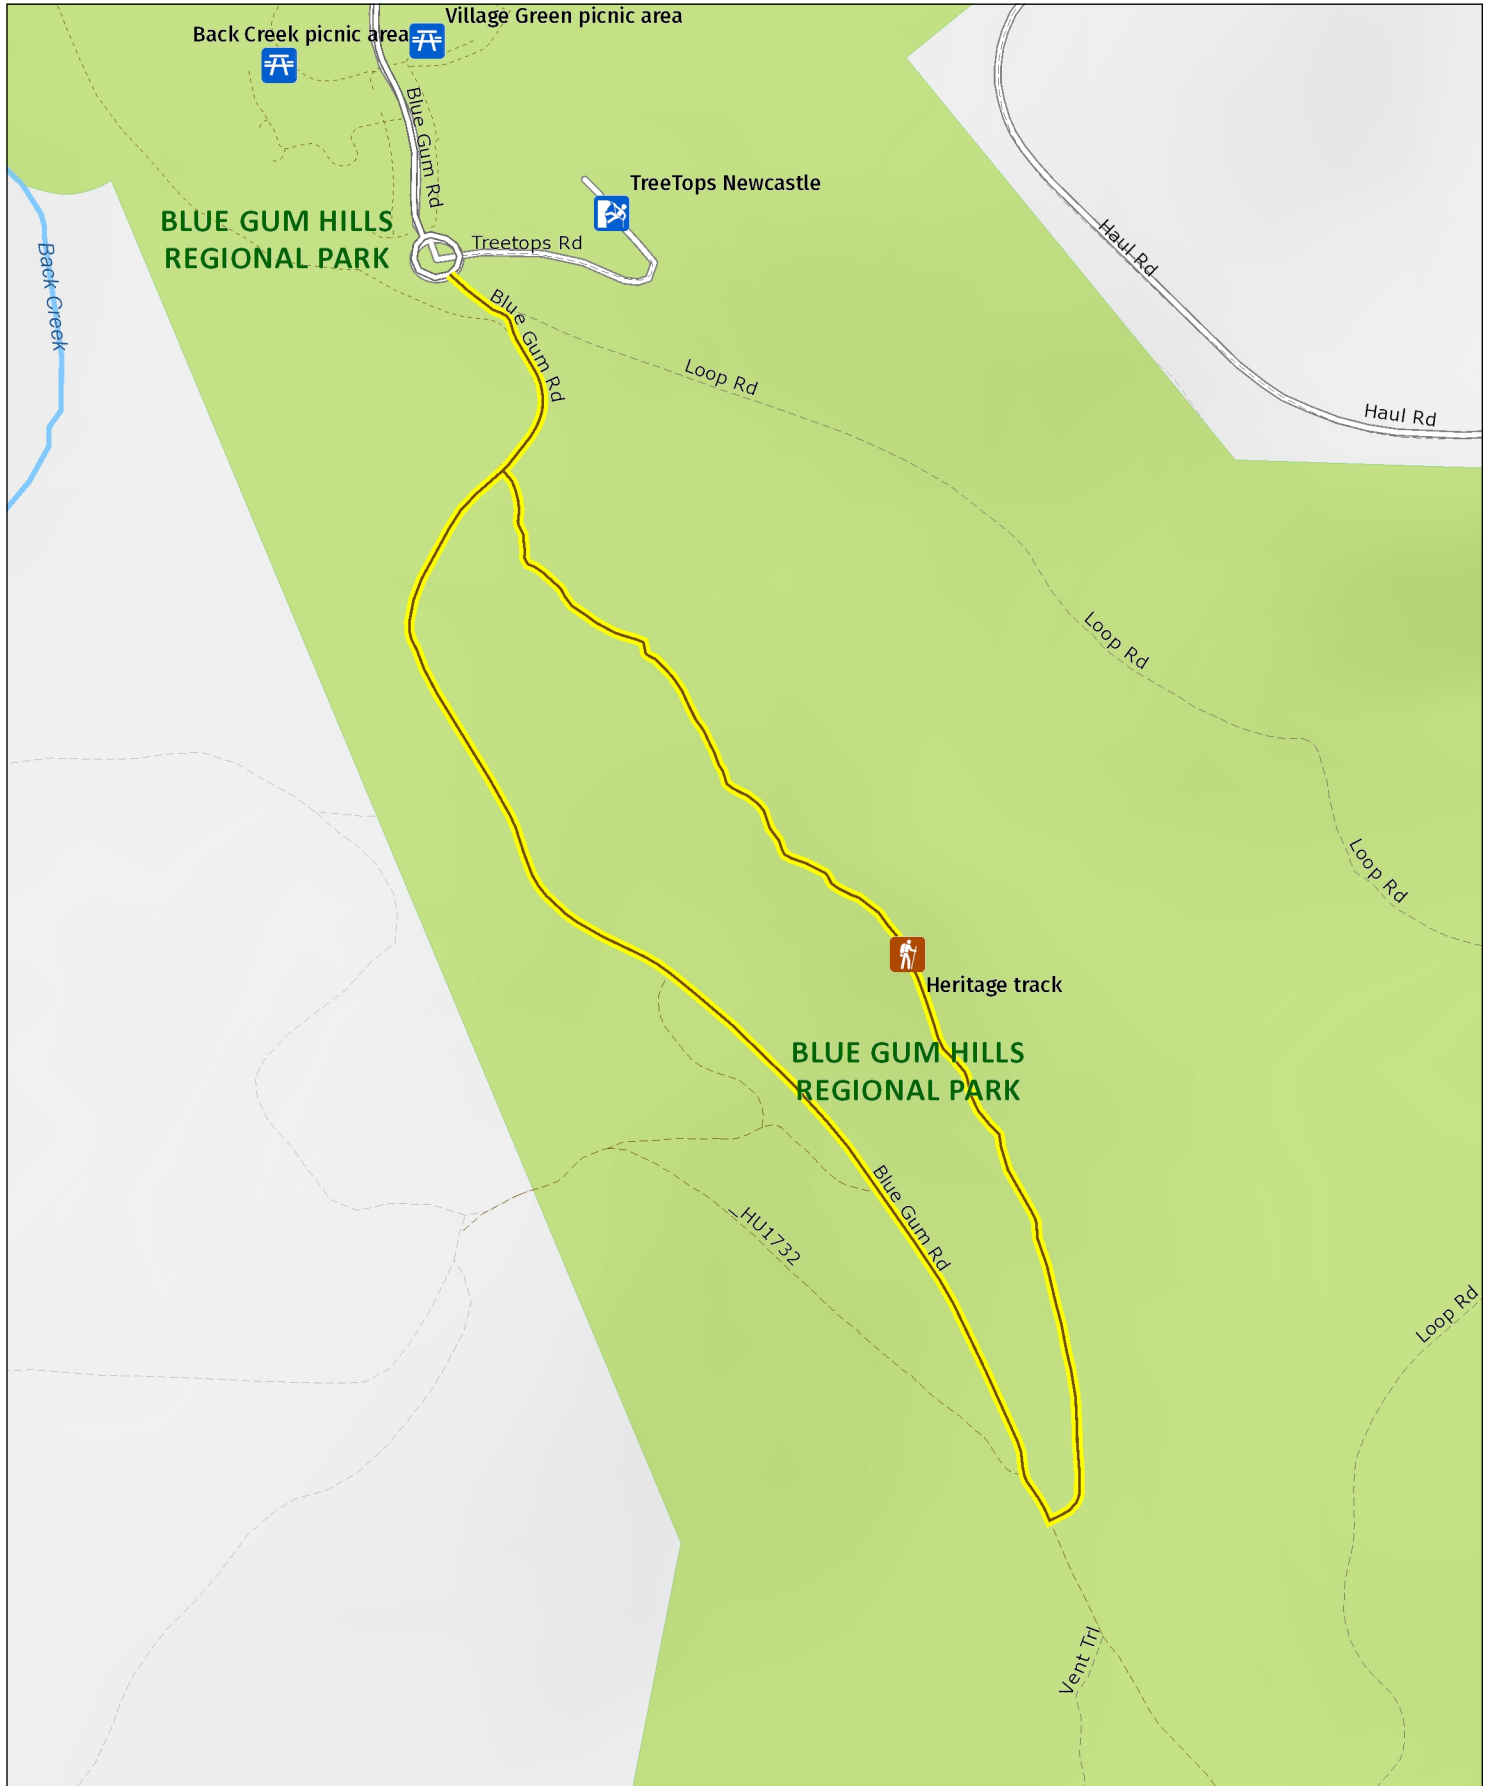 Village Green picnic area
Back Creek picnic area
Blue Gum Rd
TreeTops Newcastle
BLUE GUM HILLS
REGIONAL PARK
Treetops Rd
Haul Rd
Back Creek
Blue Gum Rd
Loop Rd
Haul Rd
Loop Rd
Loop Rd
Heritage track
BLUE GUM HILLS
REGIONAL PARK
Blue Gum Rd
_HU1732
Loop Rd
Vent Trl